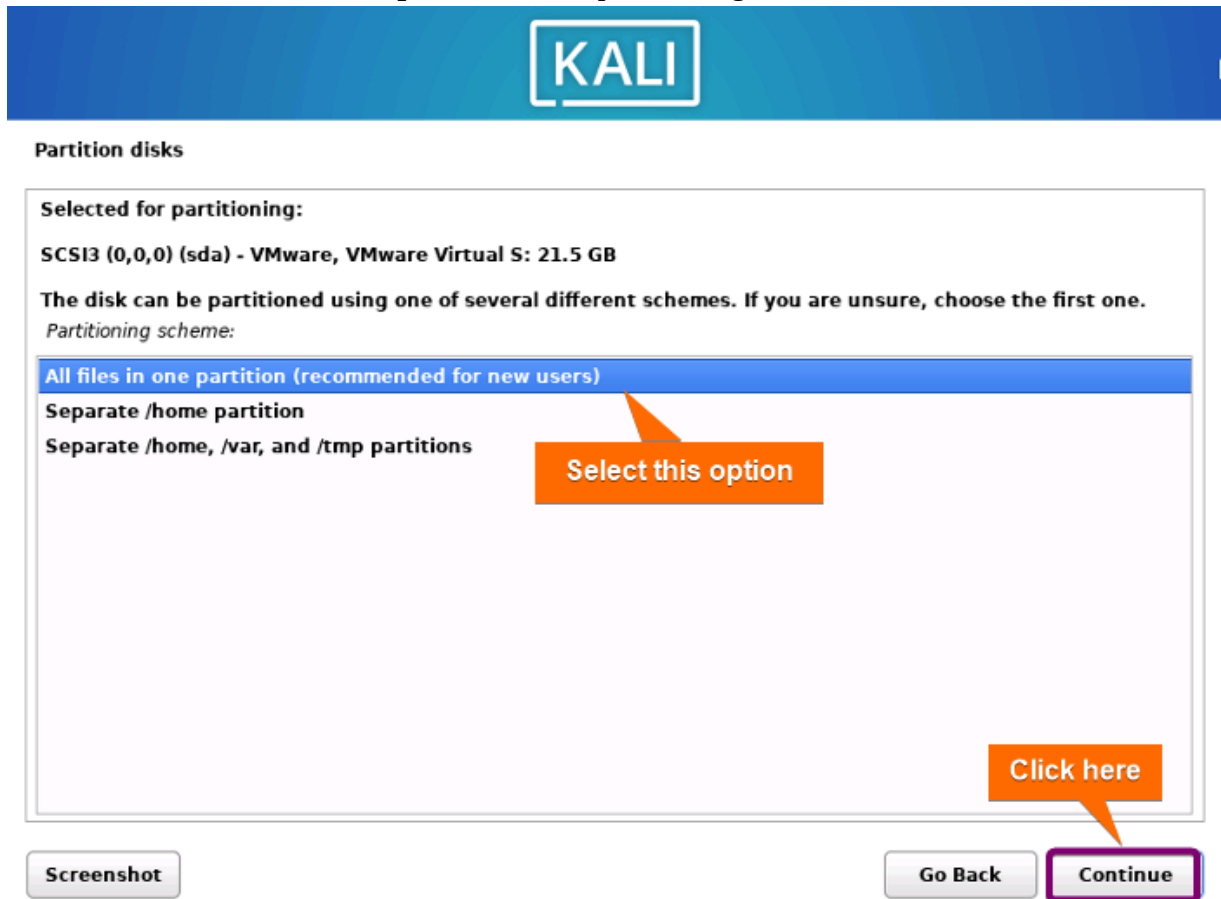 KALI
Partition disks
Selected for partitioning:
SCSI3 (0,0,0) (sda) - VMware, VMware Virtual S: 21.5 GB
The disk can be partitioned using one of several different schemes. If you are unsure, choose the first one.
Partitioning scheme:
All files in one partition (recommended for new users)
Separate /home partition
Separate /home, /var, and /tmp partitions
Select this option
Click here
Screenshot
Go Back
Continue